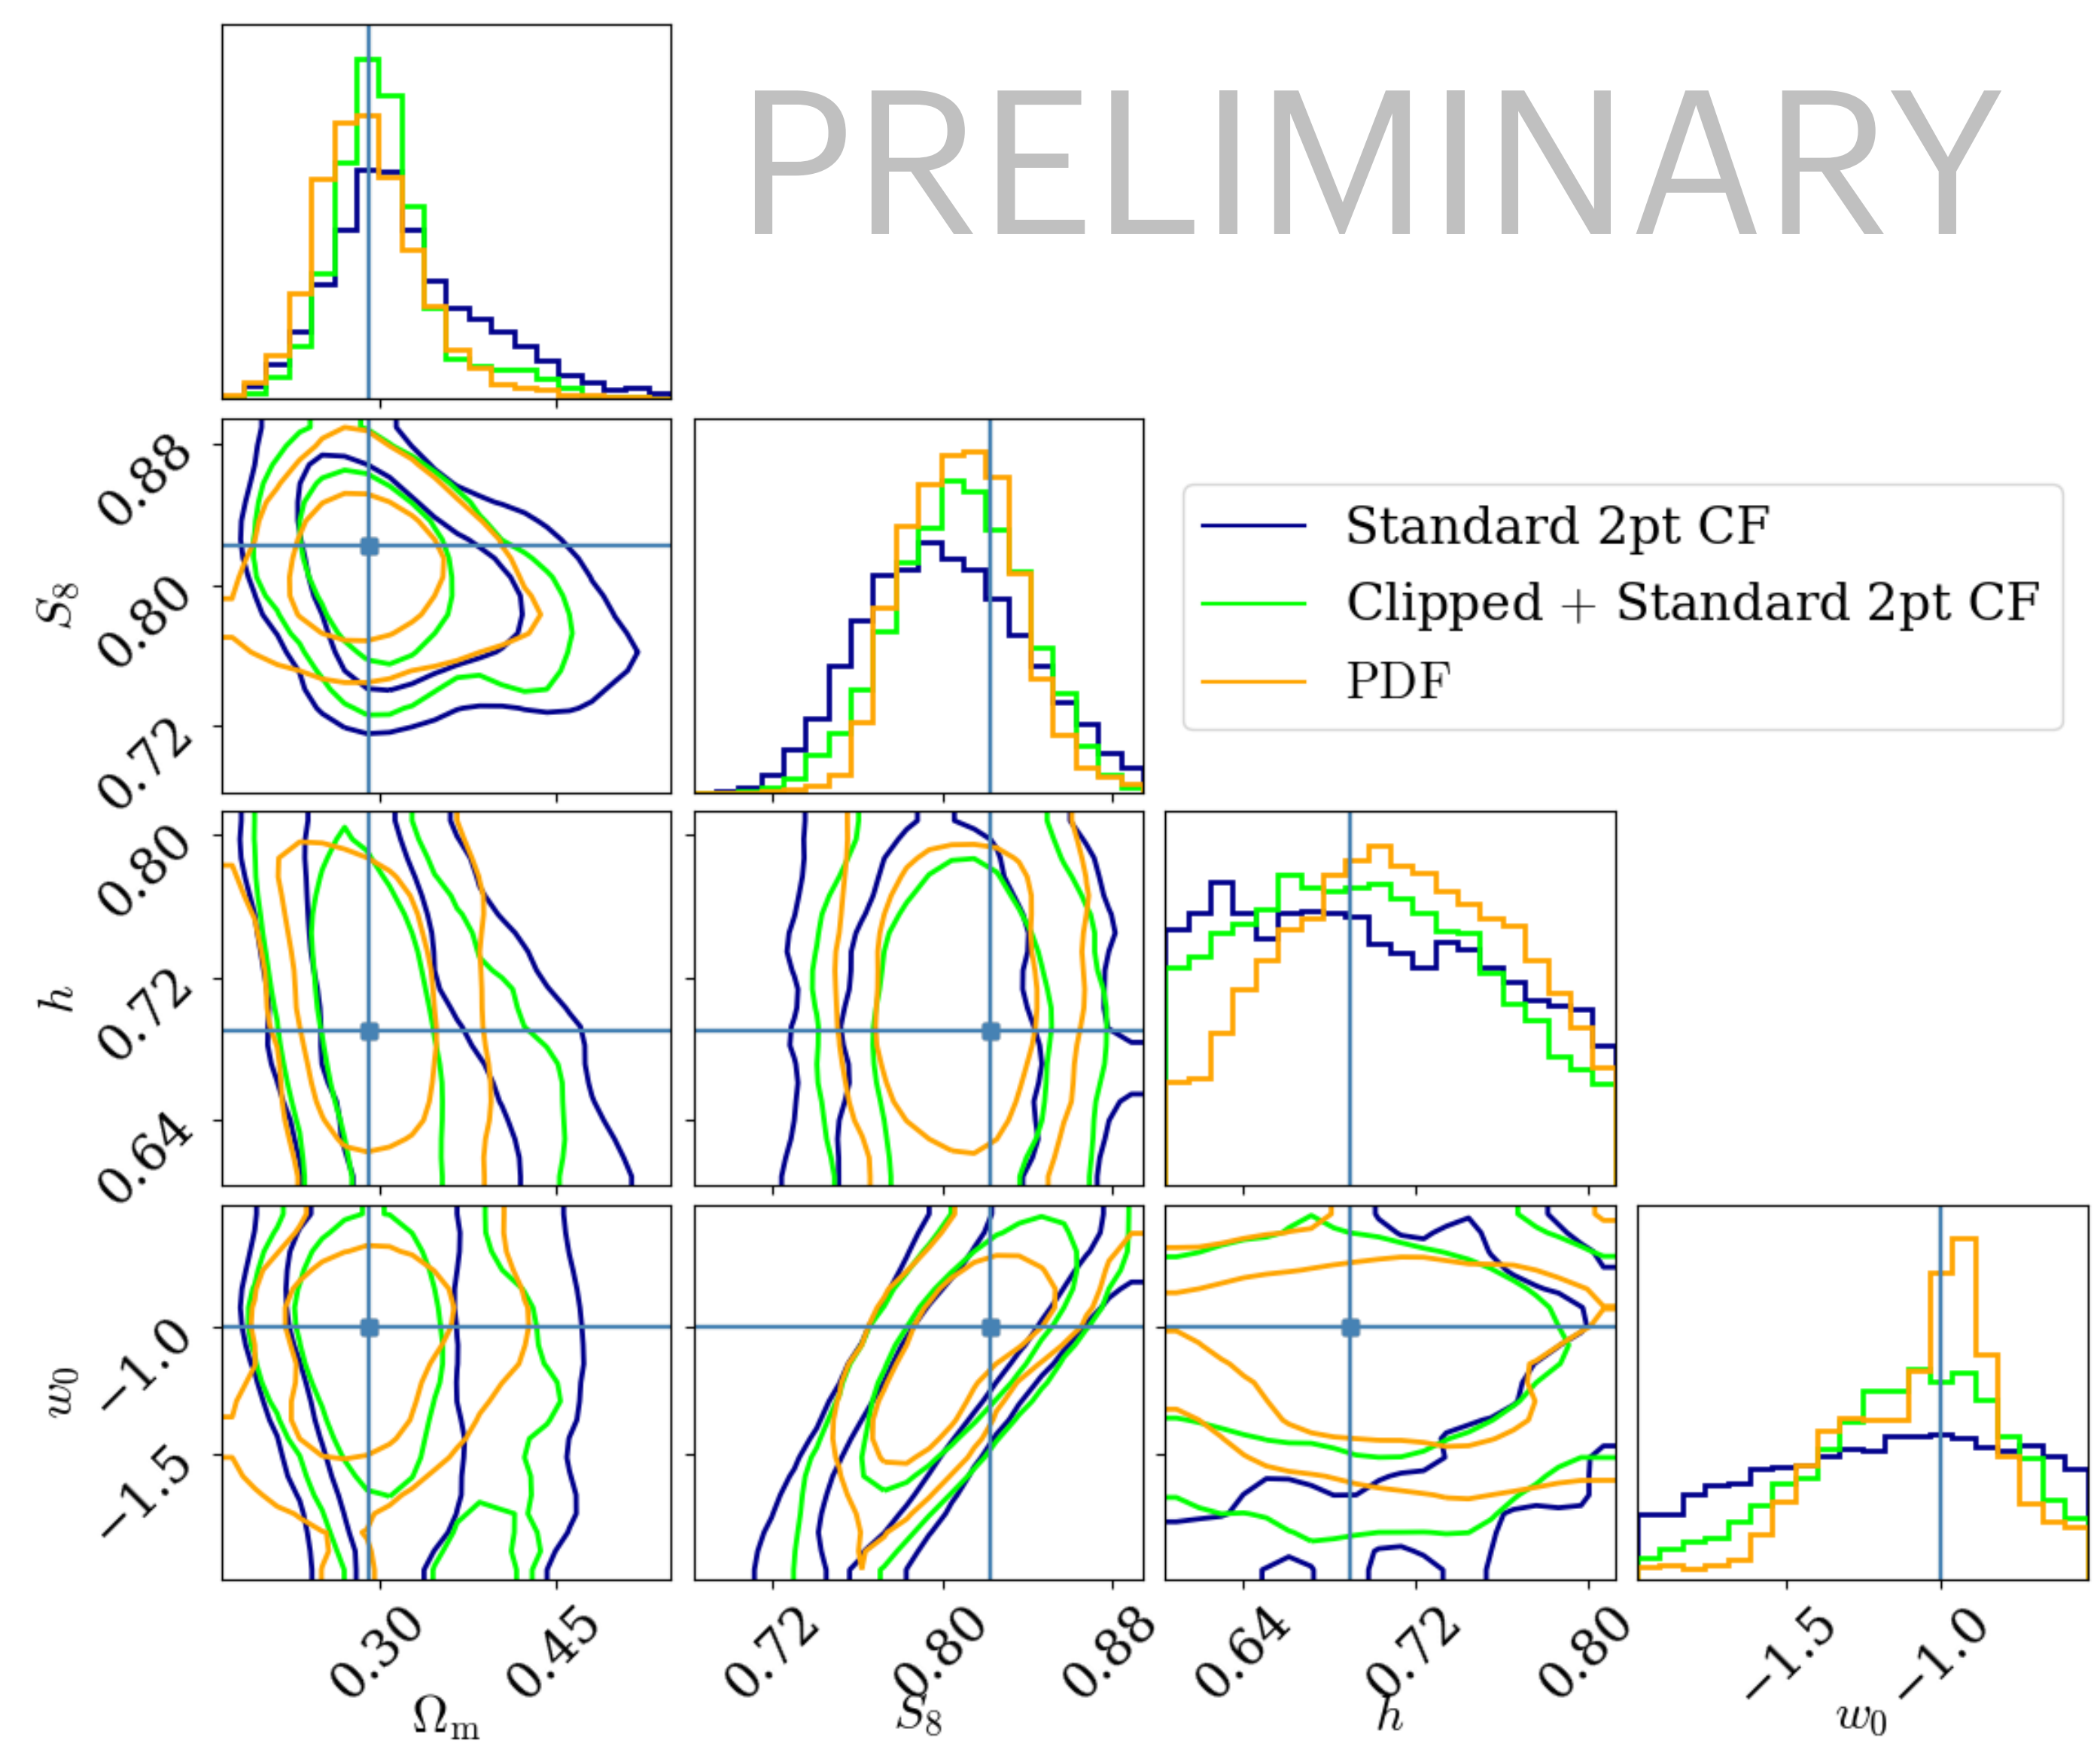 PRELIMINARY
0.88
0.80
0.72
S₈
Standard 2pt CF
Clipped + Standard 2pt CF
PDF
0.80
0.72
0.64
h
−1.0
−1.5
w₀
0.30 0.45 0.72 0.80 0.88 0.64 0.72 0.80 −1.5 −1.0
Ωₘ S₈ h w₀